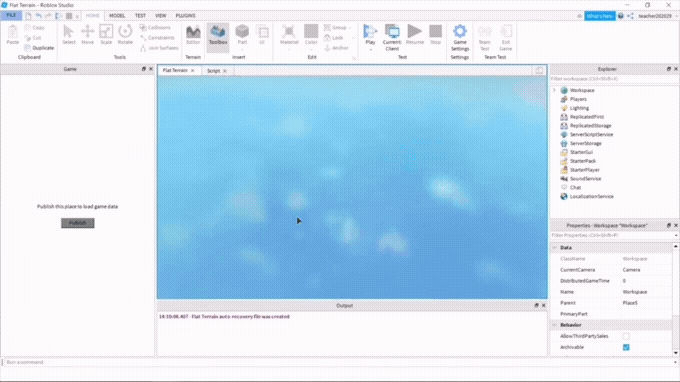 Flat Terrain - Roblox Studio
FILE HOME MODEL TEST VIEW PLUGINS What's New teacher202029
Paste Copy Cut Duplicate Select Move Scale Rotate Collisions Constraints Join Surfaces Editor Toolbox Part UI Material Color Group Lock Anchor Play Current: Client Resume Stop Game Settings Team Test Exit Game
Clipboard Tools Terrain Insert Edit Test Settings Team Test
Game
Flat Terrain Script
Explorer
Filter workspace (Ctrl+Shift+X)
Workspace
Players
Lighting
ReplicatedFirst
ReplicatedStorage
ServerScriptService
ServerStorage
StarterGui
StarterPack
StarterPlayer
SoundService
Chat
LocalizationService
Publish this place to load game data
Publish
Properties - Workspace "Workspace"
Filter Properties (Ctrl+Shift+P)
Data
ClassName Workspace
CurrentCamera Camera
DistributedGameTime 0
Name Workspace
Parent Place5
PrimaryPart
Behavior
AllowThirdPartySales
Archivable
Output
Flat Terrain auto-recovery file was created
Run a command